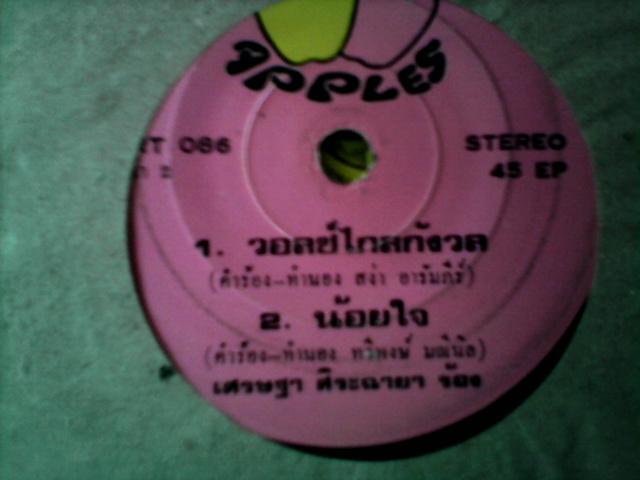 APPLES
RT 086
STEREO
45 EP
1. วอลซ์ไกลกังวล
(คำร้อง-ทำนอง สง่า อารัมภีร์)
2. น้อยใจ
(คำร้อง-ทำนอง ทวีพงษ์ มณีนิล)
เศรษฐา ศิระฉายา ร้อง